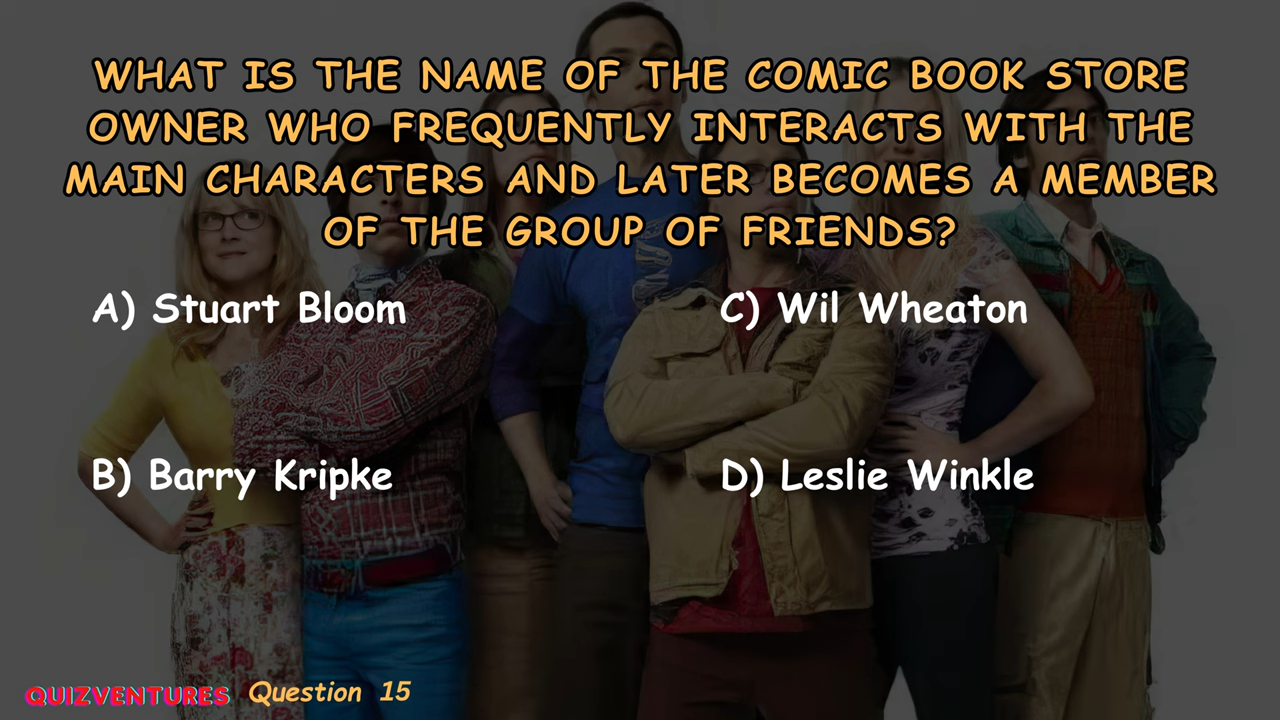 WHAT IS THE NAME OF THE COMIC BOOK STORE
OWNER WHO FREQUENTLY INTERACTS WITH THE
MAIN CHARACTERS AND LATER BECOMES A MEMBER
OF THE GROUP OF FRIENDS?
A) Stuart Bloom
C) Wil Wheaton
B) Barry Kripke
D) Leslie Winkle
QUIZVENTURES Question 15